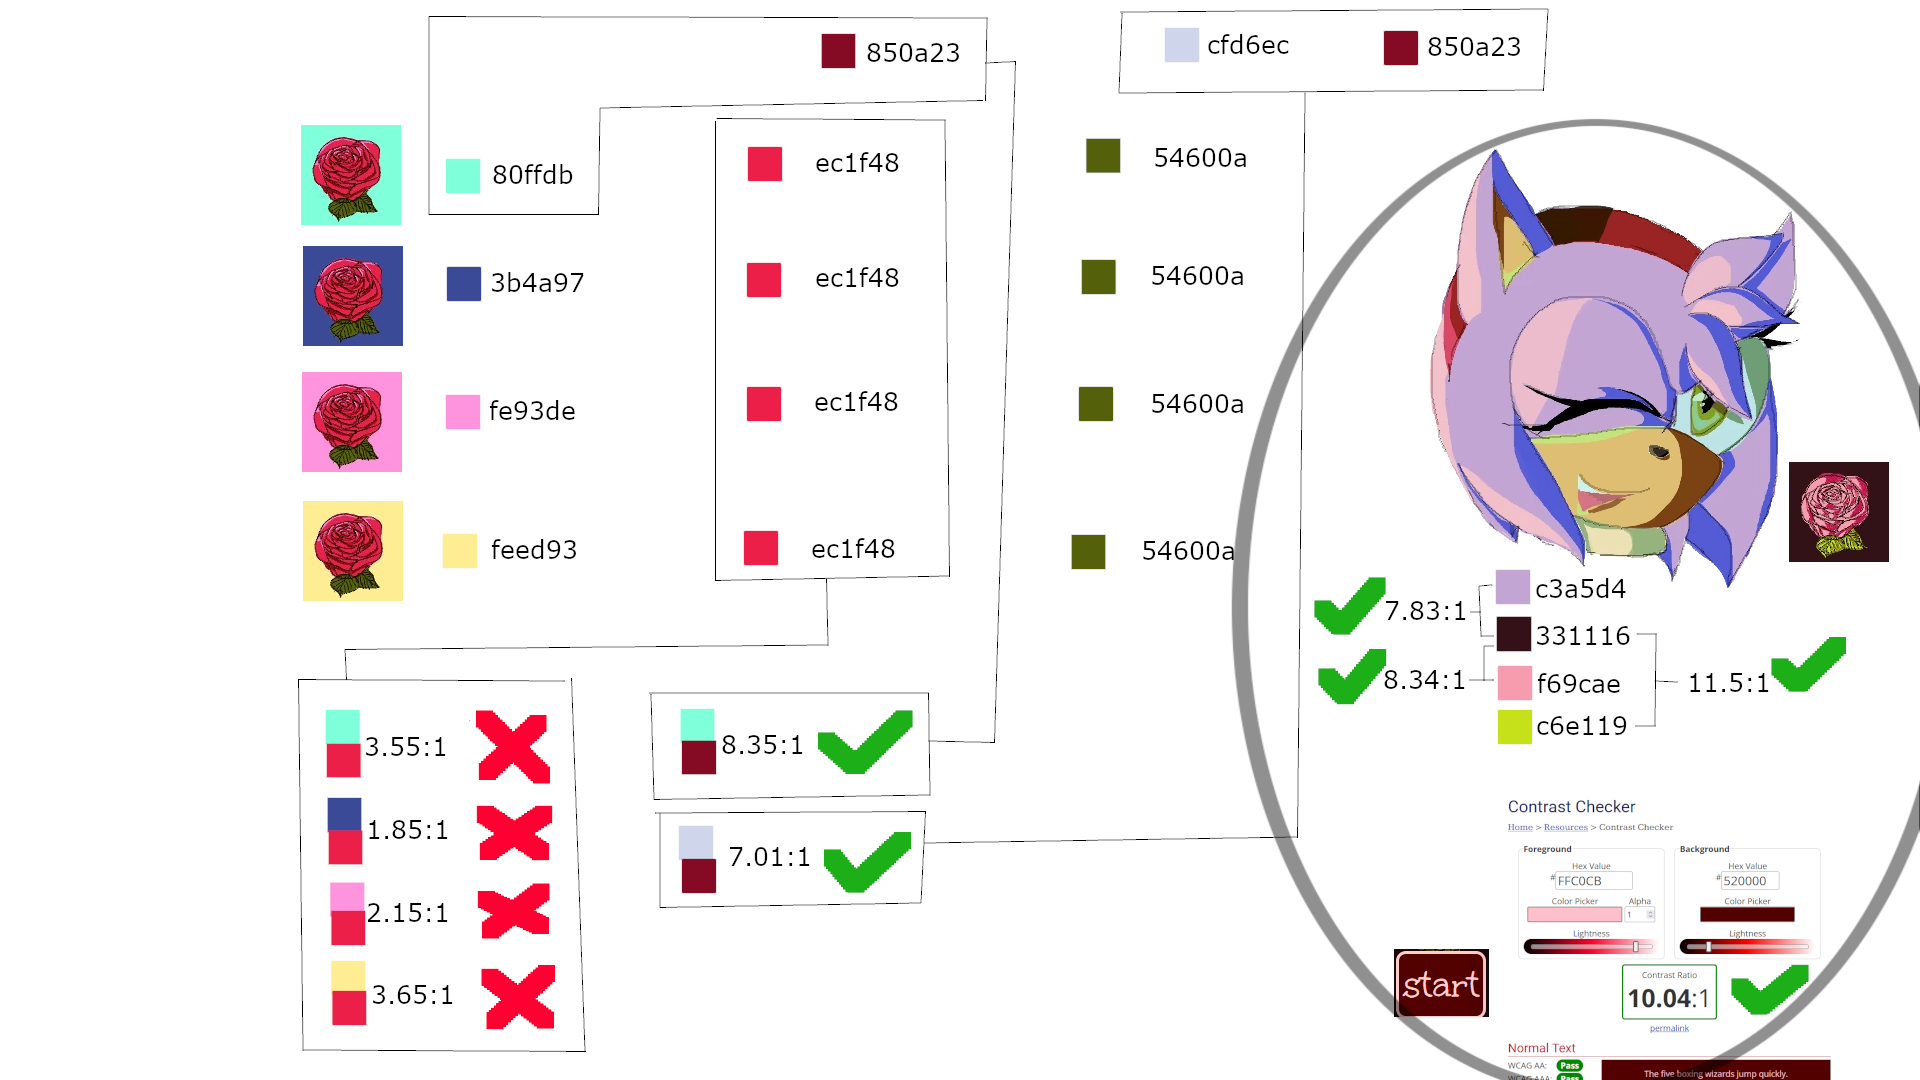 850a23
cfd6ec
850a23
80ffdb
ec1f48
54600a
3b4a97
ec1f48
54600a
fe93de
ec1f48
54600a
feed93
ec1f48
54600a
3.55:1
1.85:1
2.15:1
3.65:1
8.35:1
7.01:1
7.83:1
8.34:1
c3a5d4
331116
f69cae
c6e119
11.5:1
Contrast Checker
Home > Resources > Contrast Checker
Foreground
Hex Value
# FFC0CB
Color Picker Alpha
1
Lightness
Background
Hex Value
# 520000
Color Picker
Lightness
start
Contrast Ratio
10.04:1
permalink
Normal Text
WCAG AA: Pass
WCAG AAA: Pass
The five boxing wizards jump quickly.